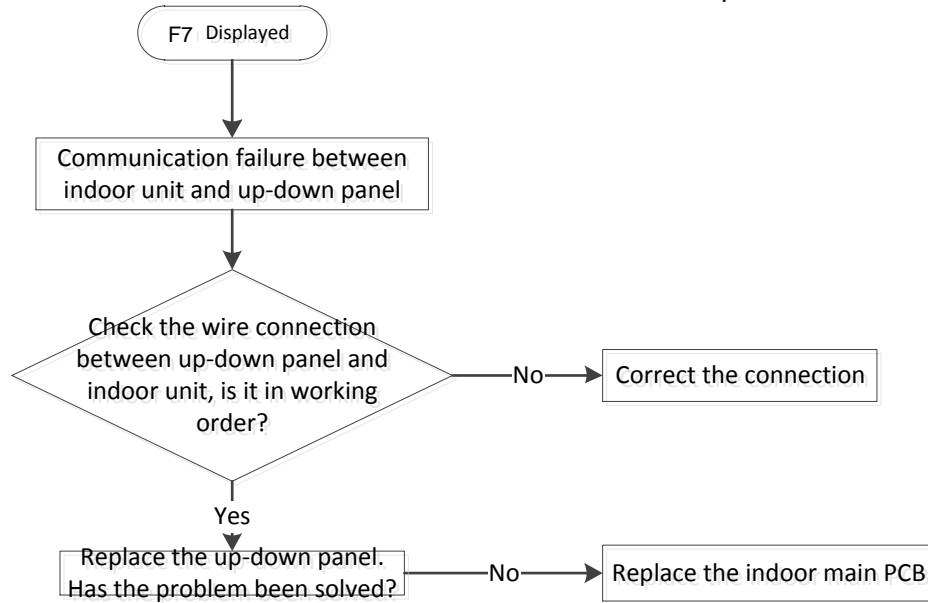 F7 Displayed
Communication failure between
indoor unit and up-down panel
Check the wire connection
between up-down panel and
indoor unit, is it in working
order?
No
Correct the connection
Yes
Replace the up-down panel.
Has the problem been solved?
No
Replace the indoor main PCB